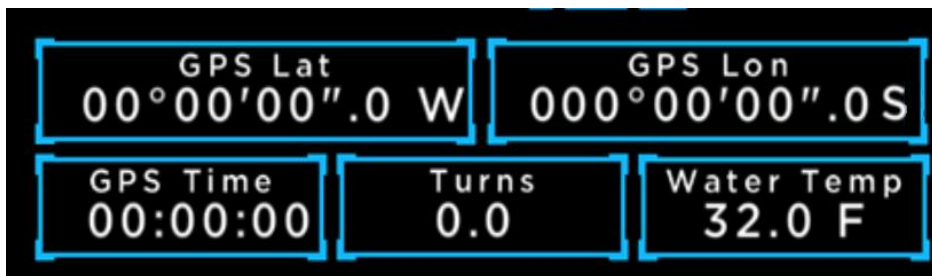 GPS Lat
00°00'00".0 W
GPS Lon
000°00'00".0 S
GPS Time
00:00:00
Turns
0.0
Water Temp
32.0 F